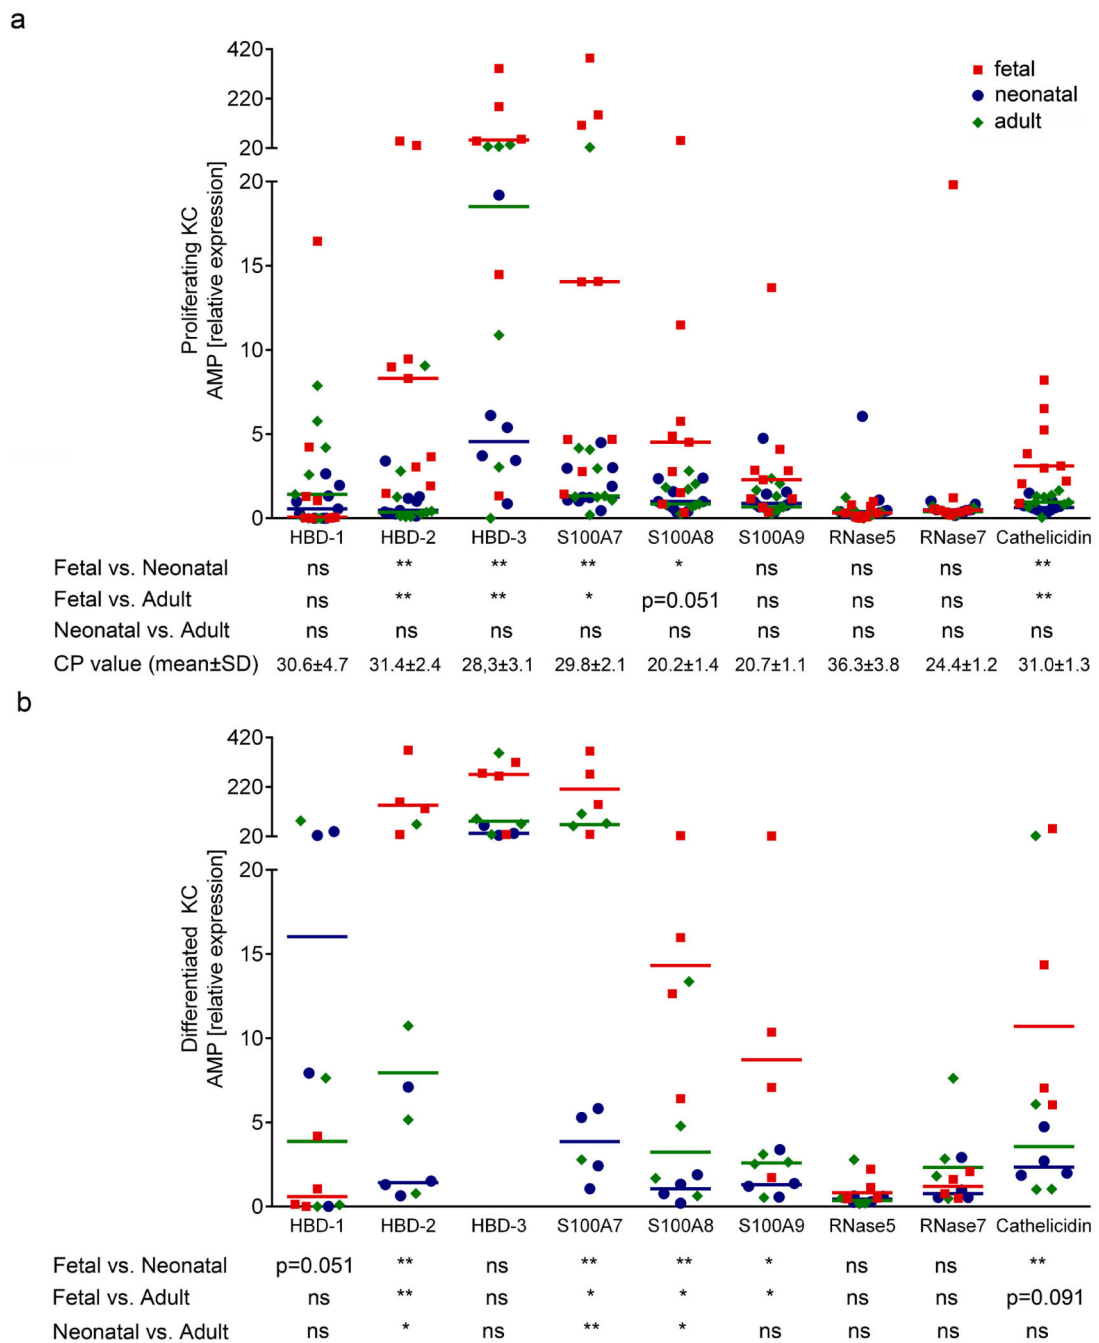 a
420
220
20
20
15
10
5
0
Proliferating KC
AMP [relative expression]
fetal
neonatal
adult
HBD-1 HBD-2 HBD-3 S100A7 S100A8 S100A9 RNase5 RNase7 Cathelicidin
Fetal vs. Neonatal ns ** ** ** * ns ns ns **
Fetal vs. Adult ns ** ** * p=0.051 ns ns ns **
Neonatal vs. Adult ns ns ns ns ns ns ns ns ns
CP value (mean±SD) 30.6±4.7 31.4±2.4 28,3±3.1 29.8±2.1 20.2±1.4 20.7±1.1 36.3±3.8 24.4±1.2 31.0±1.3
b
420
220
20
20
15
10
5
0
Differentiated KC
AMP [relative expression]
HBD-1 HBD-2 HBD-3 S100A7 S100A8 S100A9 RNase5 RNase7 Cathelicidin
Fetal vs. Neonatal p=0.051 ** ns ** ** * ns ns **
Fetal vs. Adult ns ** ns * * * ns ns p=0.091
Neonatal vs. Adult ns * ns ** * ns ns ns ns